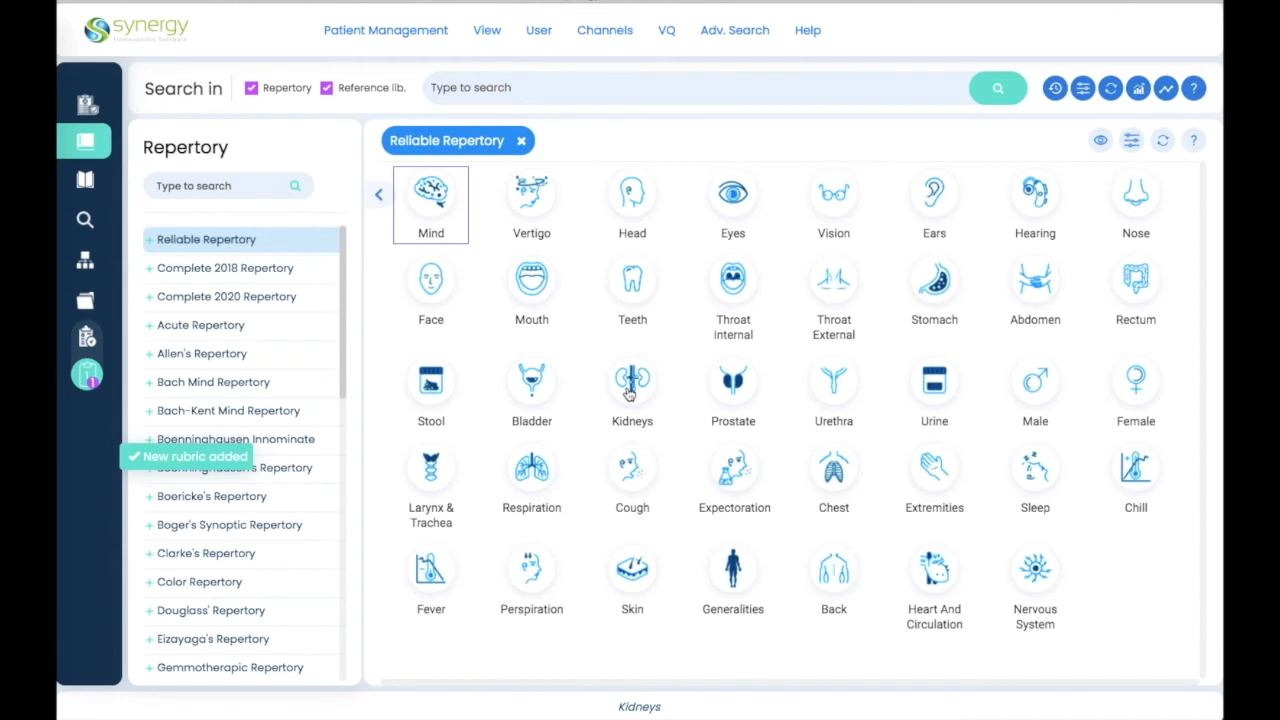 synergy
Homeopathic Software
Patient Management View User Channels VQ Adv. Search Help
Search in Repertory Reference lib. Type to search ?
Repertory
Type to search
Reliable Repertory
Complete 2018 Repertory
Complete 2020 Repertory
Acute Repertory
Allen's Repertory
Bach Mind Repertory
Bach-Kent Mind Repertory
Boenninghausen Innominate
New rubric added
Boenninghausen's Repertory
Boericke's Repertory
Boger's Synoptic Repertory
Clarke's Repertory
Color Repertory
Douglass' Repertory
Eizayaga's Repertory
Gemmotherapic Repertory
1
Reliable Repertory ?
Mind Vertigo Head Eyes Vision Ears Hearing Nose
Face Mouth Teeth Throat Internal Throat External Stomach Abdomen Rectum
Stool Bladder Kidneys Prostate Urethra Urine Male Female
Larynx & Trachea Respiration Cough Expectoration Chest Extremities Sleep Chill
Fever Perspiration Skin Generalities Back Heart And Circulation Nervous System
Kidneys